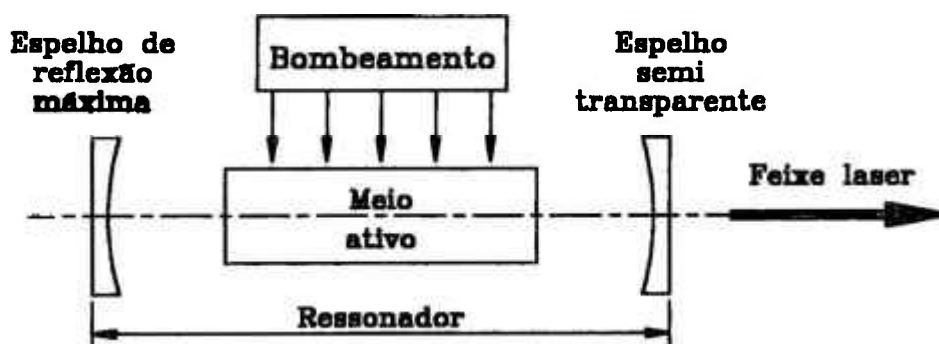 Espelho de
reflexão
máxima
Bombeamento
Espelho
semi
transparente
Meio
ativo
Feixe laser
Ressonador